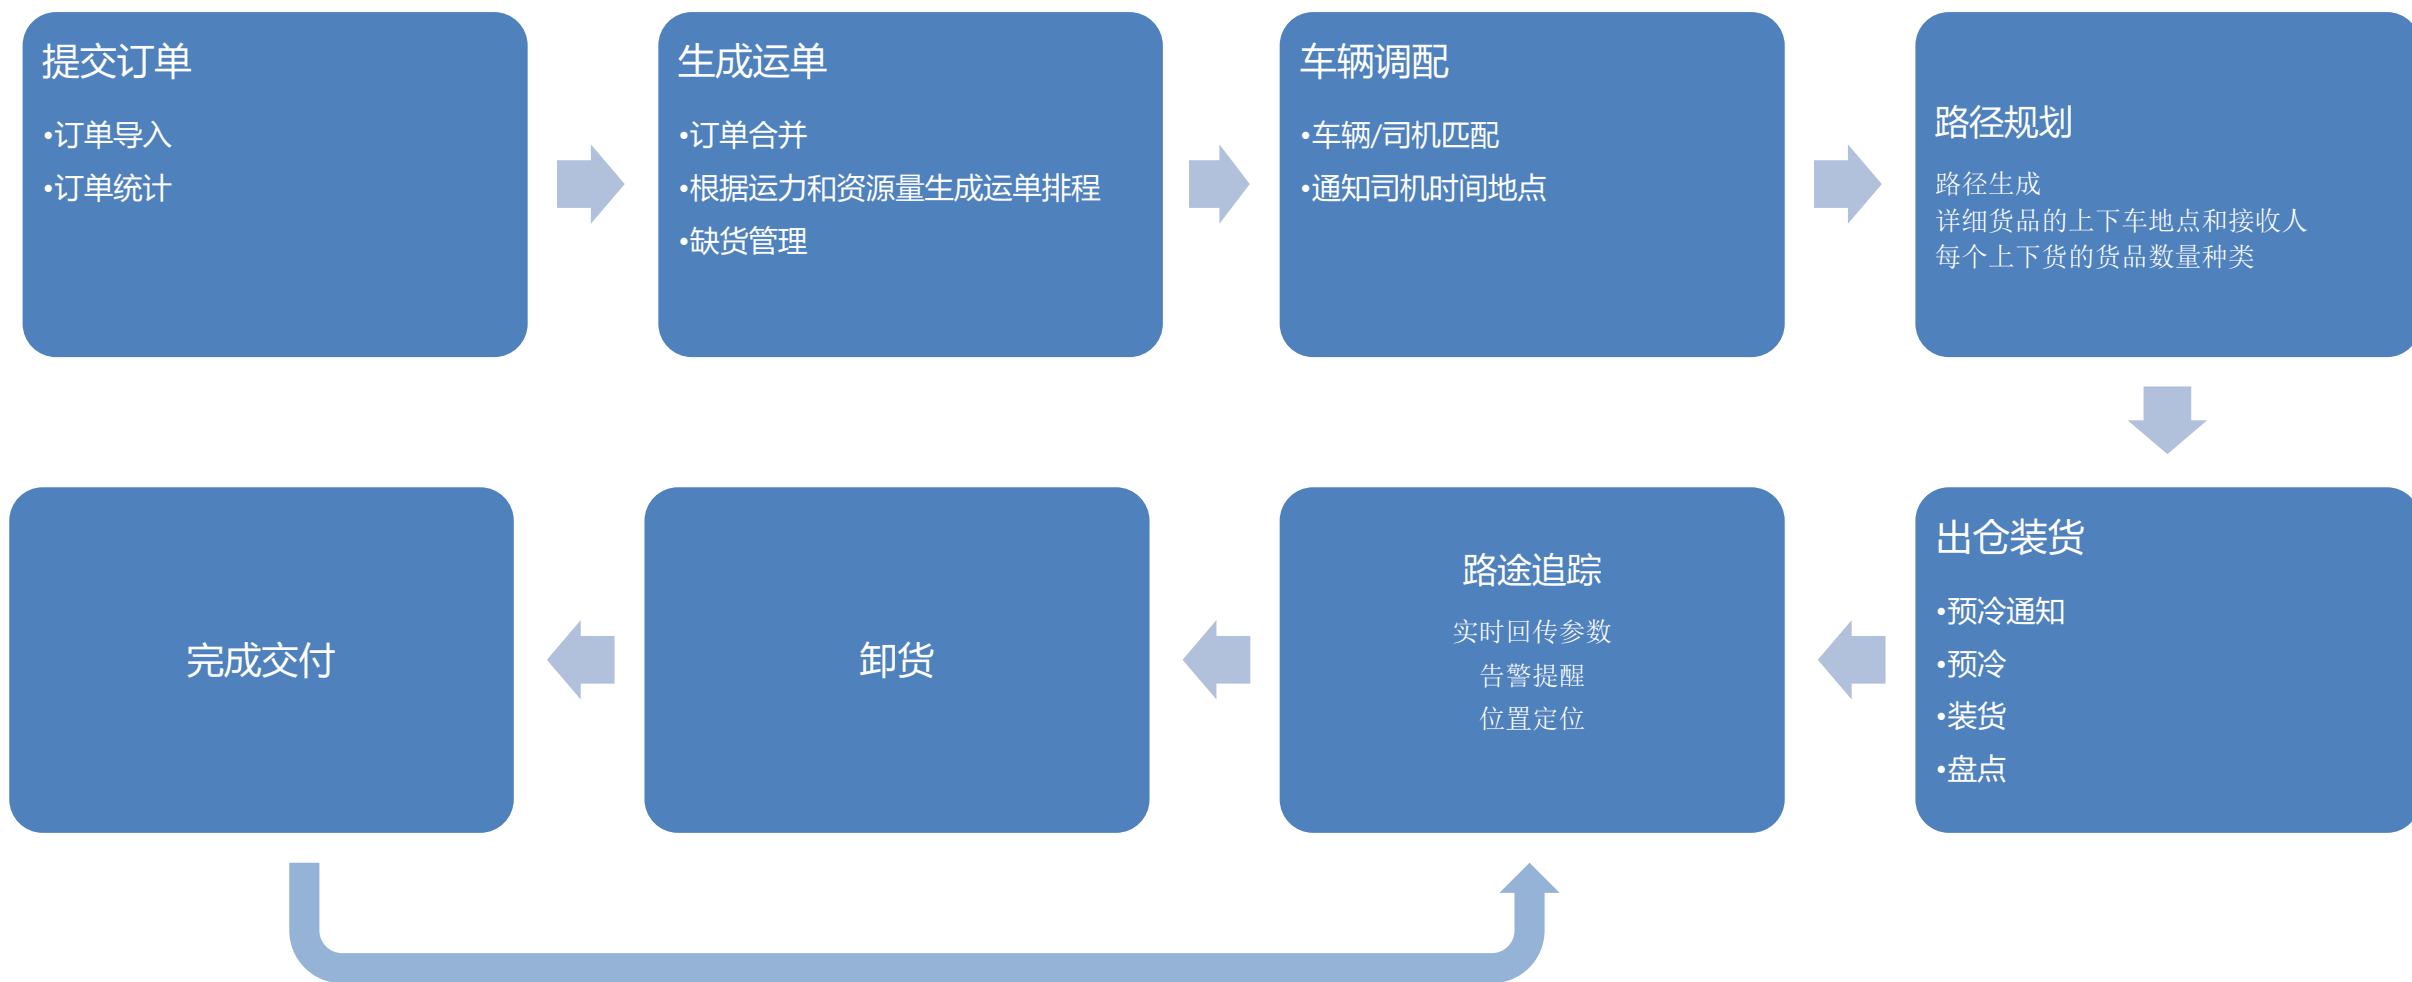 提交订单
•订单导入
•订单统计
生成运单
•订单合并
•根据运力和资源量生成运单排程
•缺货管理
车辆调配
•车辆/司机匹配
•通知司机时间地点
路径规划
路径生成
详细货品的上下车地点和接收人
每个上下货的货品数量种类
出仓装货
•预冷通知
•预冷
•装货
•盘点
路途追踪
实时回传参数
告警提醒
位置定位
卸货
完成交付